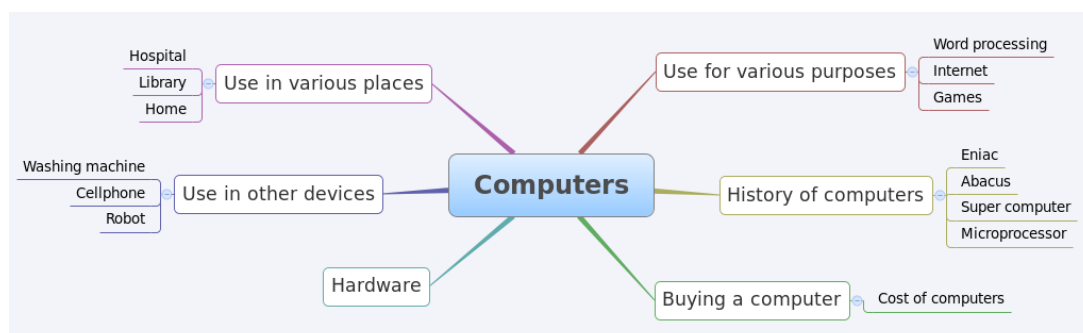 Computers
Use for various purposes
Word processing
Internet
Games
History of computers
Eniac
Abacus
Super computer
Microprocessor
Buying a computer
Cost of computers
Use in various places
Hospital
Library
Home
Use in other devices
Washing machine
Cellphone
Robot
Hardware